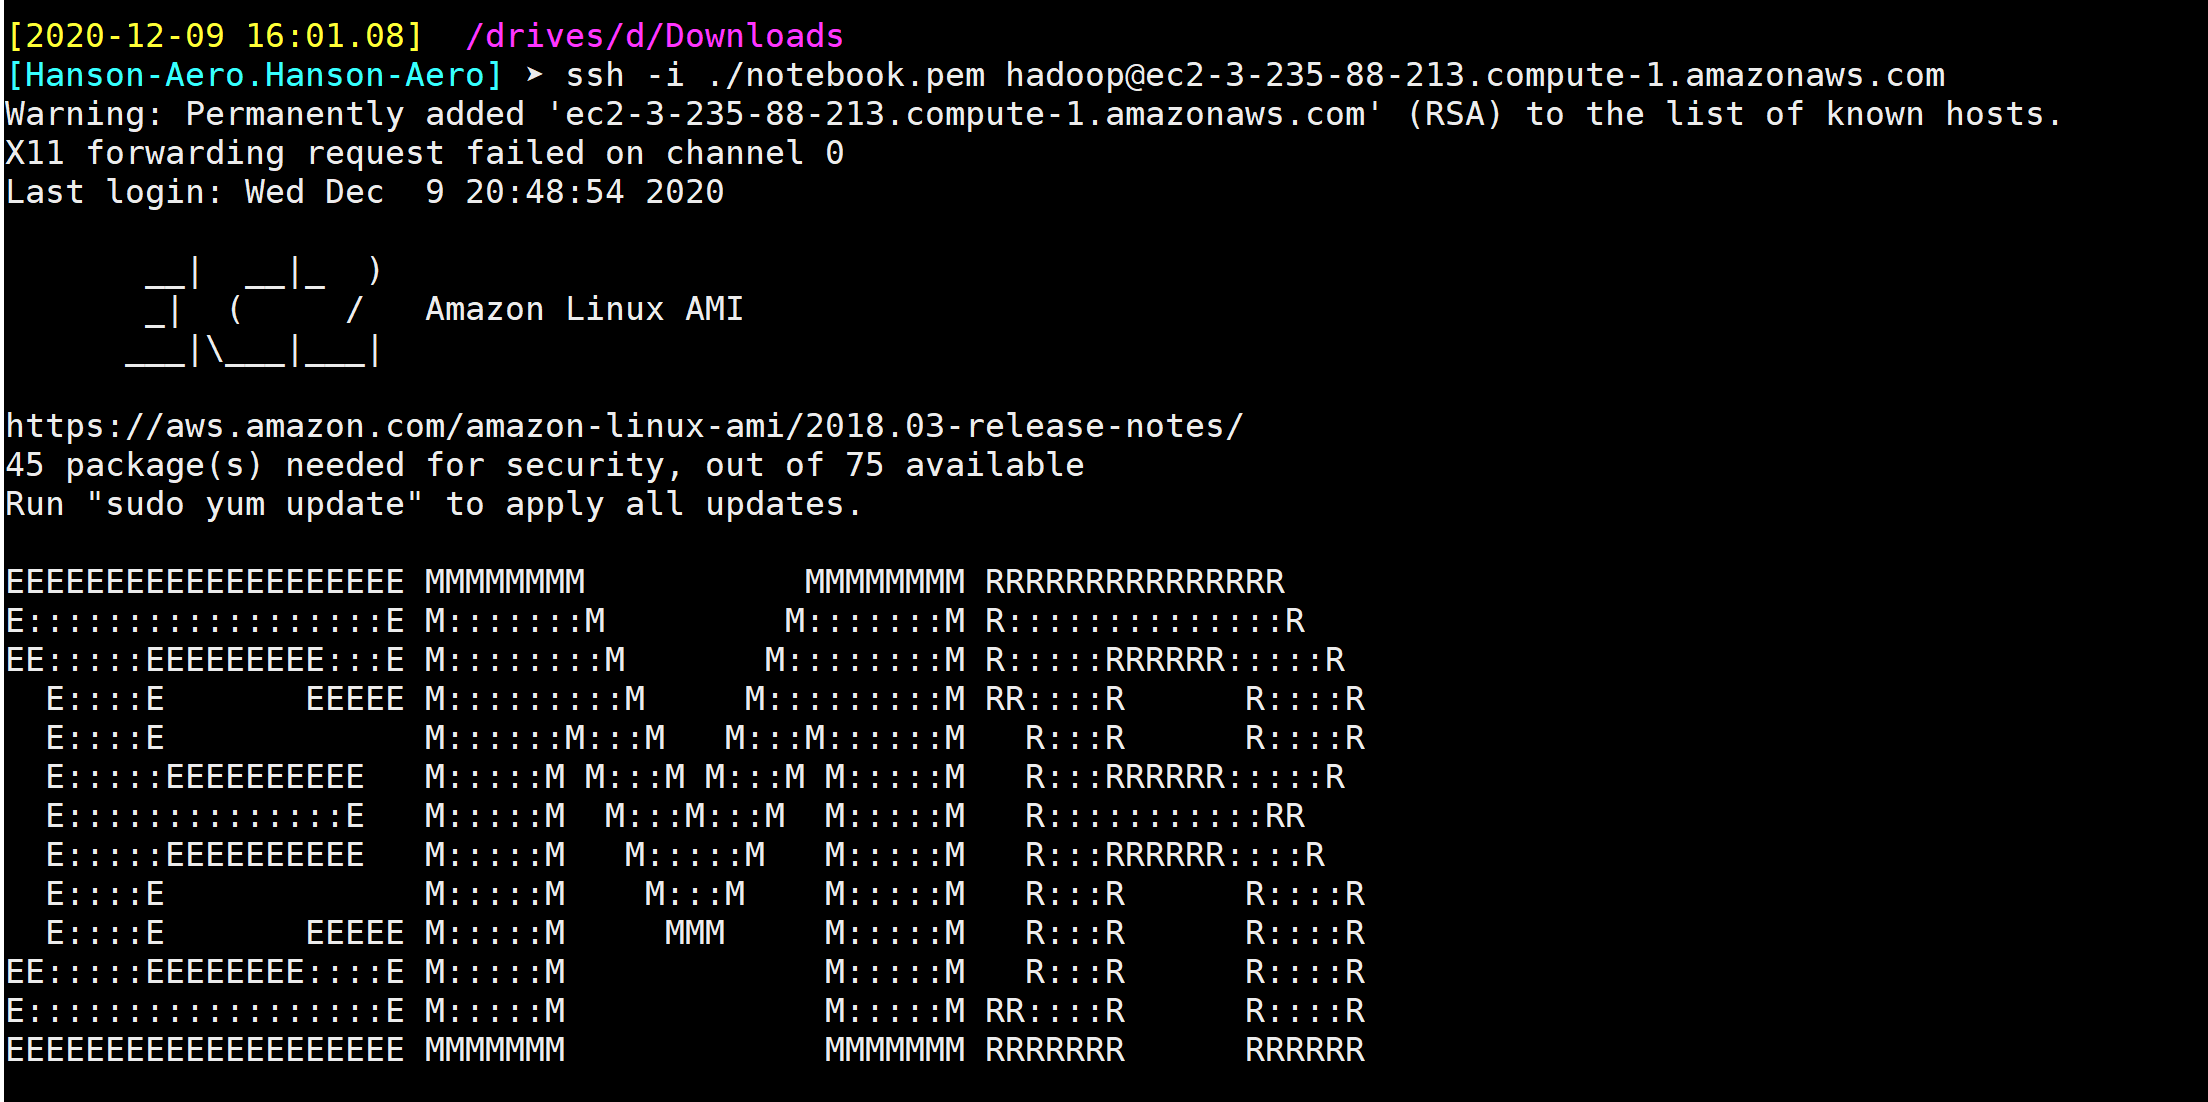 [2020-12-09 16:01.08]  /drives/d/Downloads
[Hanson-Aero.Hanson-Aero] ➤ ssh -i ./notebook.pem hadoop@ec2-3-235-88-213.compute-1.amazonaws.com
Warning: Permanently added 'ec2-3-235-88-213.compute-1.amazonaws.com' (RSA) to the list of known hosts.
X11 forwarding request failed on channel 0
Last login: Wed Dec  9 20:48:54 2020

       __|  __|_  )
       _|  (     /   Amazon Linux AMI
      ___|\___|___|

https://aws.amazon.com/amazon-linux-ami/2018.03-release-notes/
45 package(s) needed for security, out of 75 available
Run "sudo yum update" to apply all updates.

EEEEEEEEEEEEEEEEEEEE MMMMMMMM           MMMMMMMM RRRRRRRRRRRRRRR
E::::::::::::::::::E M:::::::M         M:::::::M R::::::::::::::R
EE:::::EEEEEEEEE:::E M::::::::M       M::::::::M R:::::RRRRRR:::::R
  E::::E       EEEEE M:::::::::M     M:::::::::M RR::::R      R::::R
  E::::E             M::::::M:::M   M:::M::::::M   R:::R      R::::R
  E:::::EEEEEEEEEE   M:::::M M:::M M:::M M:::::M   R:::RRRRRR:::::R
  E::::::::::::::E   M:::::M  M:::M:::M  M:::::M   R:::::::::::RR
  E:::::EEEEEEEEEE   M:::::M   M:::::M   M:::::M   R:::RRRRRR::::R
  E::::E             M:::::M    M:::M    M:::::M   R:::R      R::::R
  E::::E       EEEEE M:::::M     MMM     M:::::M   R:::R      R::::R
EE:::::EEEEEEEE::::E M:::::M             M:::::M   R:::R      R::::R
E::::::::::::::::::E M:::::M             M:::::M RR::::R      R::::R
EEEEEEEEEEEEEEEEEEEE MMMMMMM             MMMMMMM RRRRRRR      RRRRRR